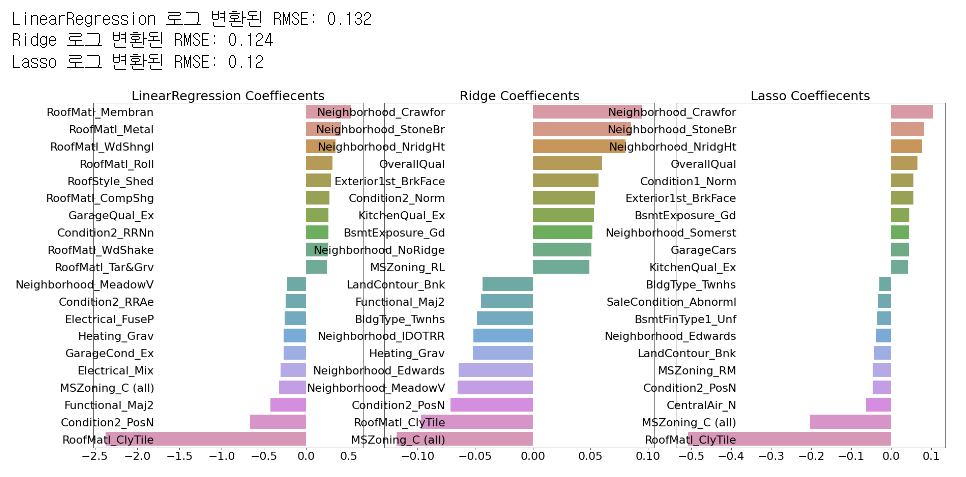 LinearRegression 로그 변환된 RMSE: 0.132
Ridge 로그 변환된 RMSE: 0.124
Lasso 로그 변환된 RMSE: 0.12
LinearRegression Coeffiecents
RoofMatl_Membran
RoofMatl_Metal
RoofMatl_WdShngl
RoofMatl_Roll
RoofStyle_Shed
RoofMatl_CompShg
GarageQual_Ex
Condition2_RRNn
RoofMatl_WdShake
RoofMatl_Tar&Grv
Neighborhood_MeadowV
Condition2_RRAe
Electrical_FuseP
Heating_Grav
GarageCond_Ex
Electrical_Mix
MSZoning_C (all)
Functional_Maj2
Condition2_PosN
RoofMatl_ClyTile
−2.5 −2.0 −1.5 −1.0 −0.5 0.0 0.5
Ridge Coeffiecents
Neighborhood_Crawfor
Neighborhood_StoneBr
Neighborhood_NridgHt
OverallQual
Exterior1st_BrkFace
Condition2_Norm
KitchenQual_Ex
BsmtExposure_Gd
Neighborhood_NoRidge
MSZoning_RL
LandContour_Bnk
Functional_Maj2
BldgType_Twnhs
Neighborhood_IDOTRR
Heating_Grav
Neighborhood_Edwards
Neighborhood_MeadowV
Condition2_PosN
RoofMatl_ClyTile
MSZoning_C (all)
−0.10 −0.05 0.00 0.05 0.10
Lasso Coeffiecents
Neighborhood_Crawfor
Neighborhood_StoneBr
Neighborhood_NridgHt
OverallQual
Condition1_Norm
Exterior1st_BrkFace
BsmtExposure_Gd
Neighborhood_Somerst
GarageCars
KitchenQual_Ex
BldgType_Twnhs
SaleCondition_Abnorml
BsmtFinType1_Unf
Neighborhood_Edwards
LandContour_Bnk
MSZoning_RM
Condition2_PosN
CentralAir_N
MSZoning_C (all)
RoofMatl_ClyTile
−0.5 −0.4 −0.3 −0.2 −0.1 0.0 0.1